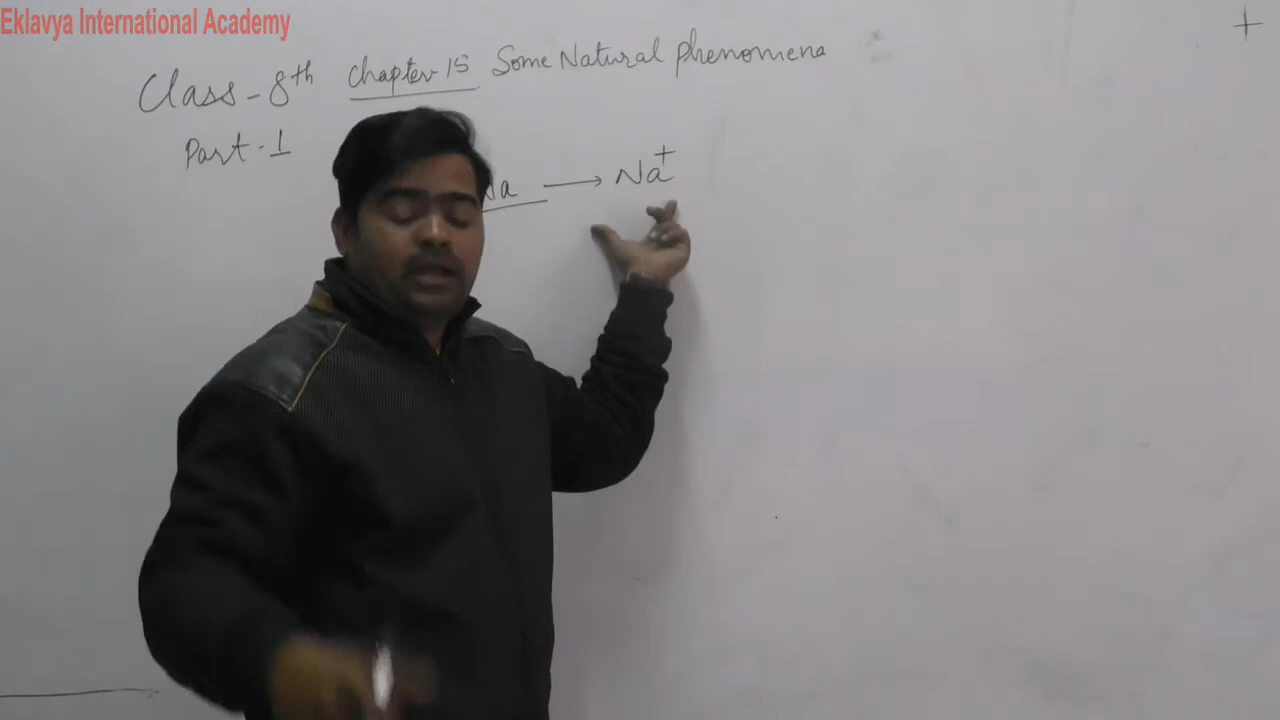 Eklavya International Academy
+
Class - 8th Chapter 15 Some Natural Phenomena
Part - 1
Na → Na+